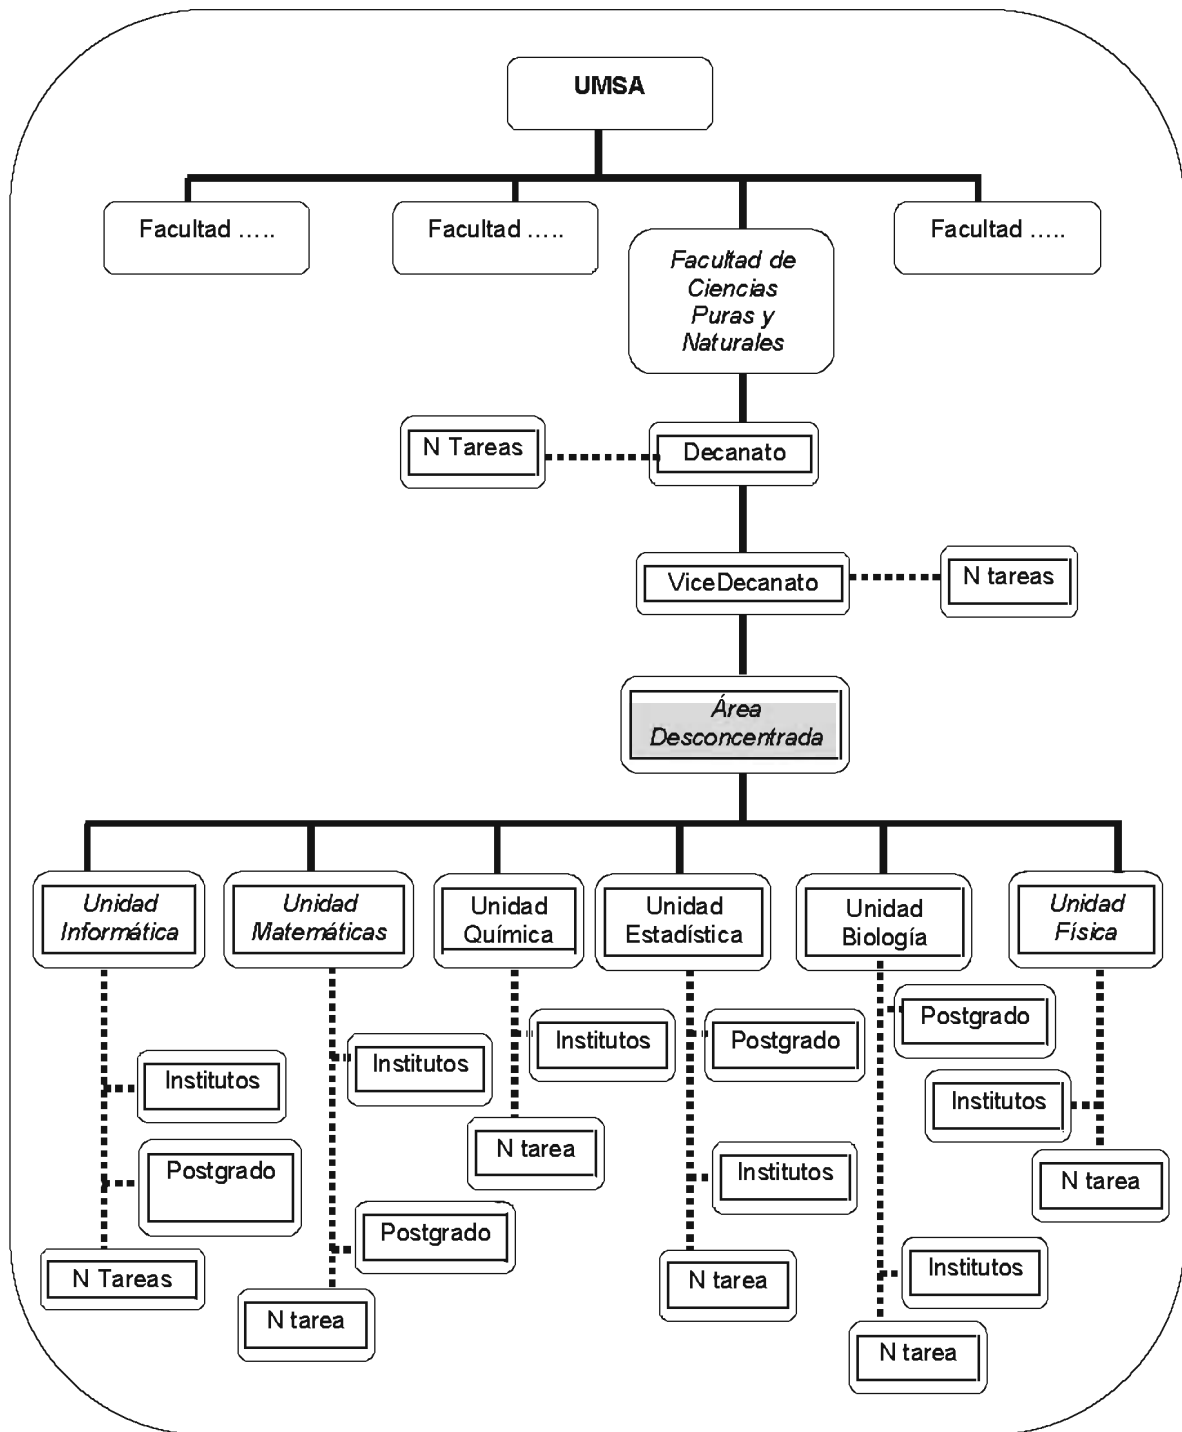 UMSA
Facultad .....
Facultad .....
Facultad .....
Facultad de
Ciencias
Puras y
Naturales
N Tareas
Decanato
ViceDecanato
N tareas
Área
Desconcentrada
Unidad
Informática
Unidad
Matemáticas
Unidad
Química
Unidad
Estadística
Unidad
Biología
Unidad
Física
Institutos
Postgrado
N Tareas
Institutos
Postgrado
N tarea
Institutos
N tarea
Postgrado
Institutos
N tarea
Postgrado
Institutos
N tarea
Institutos
N tarea